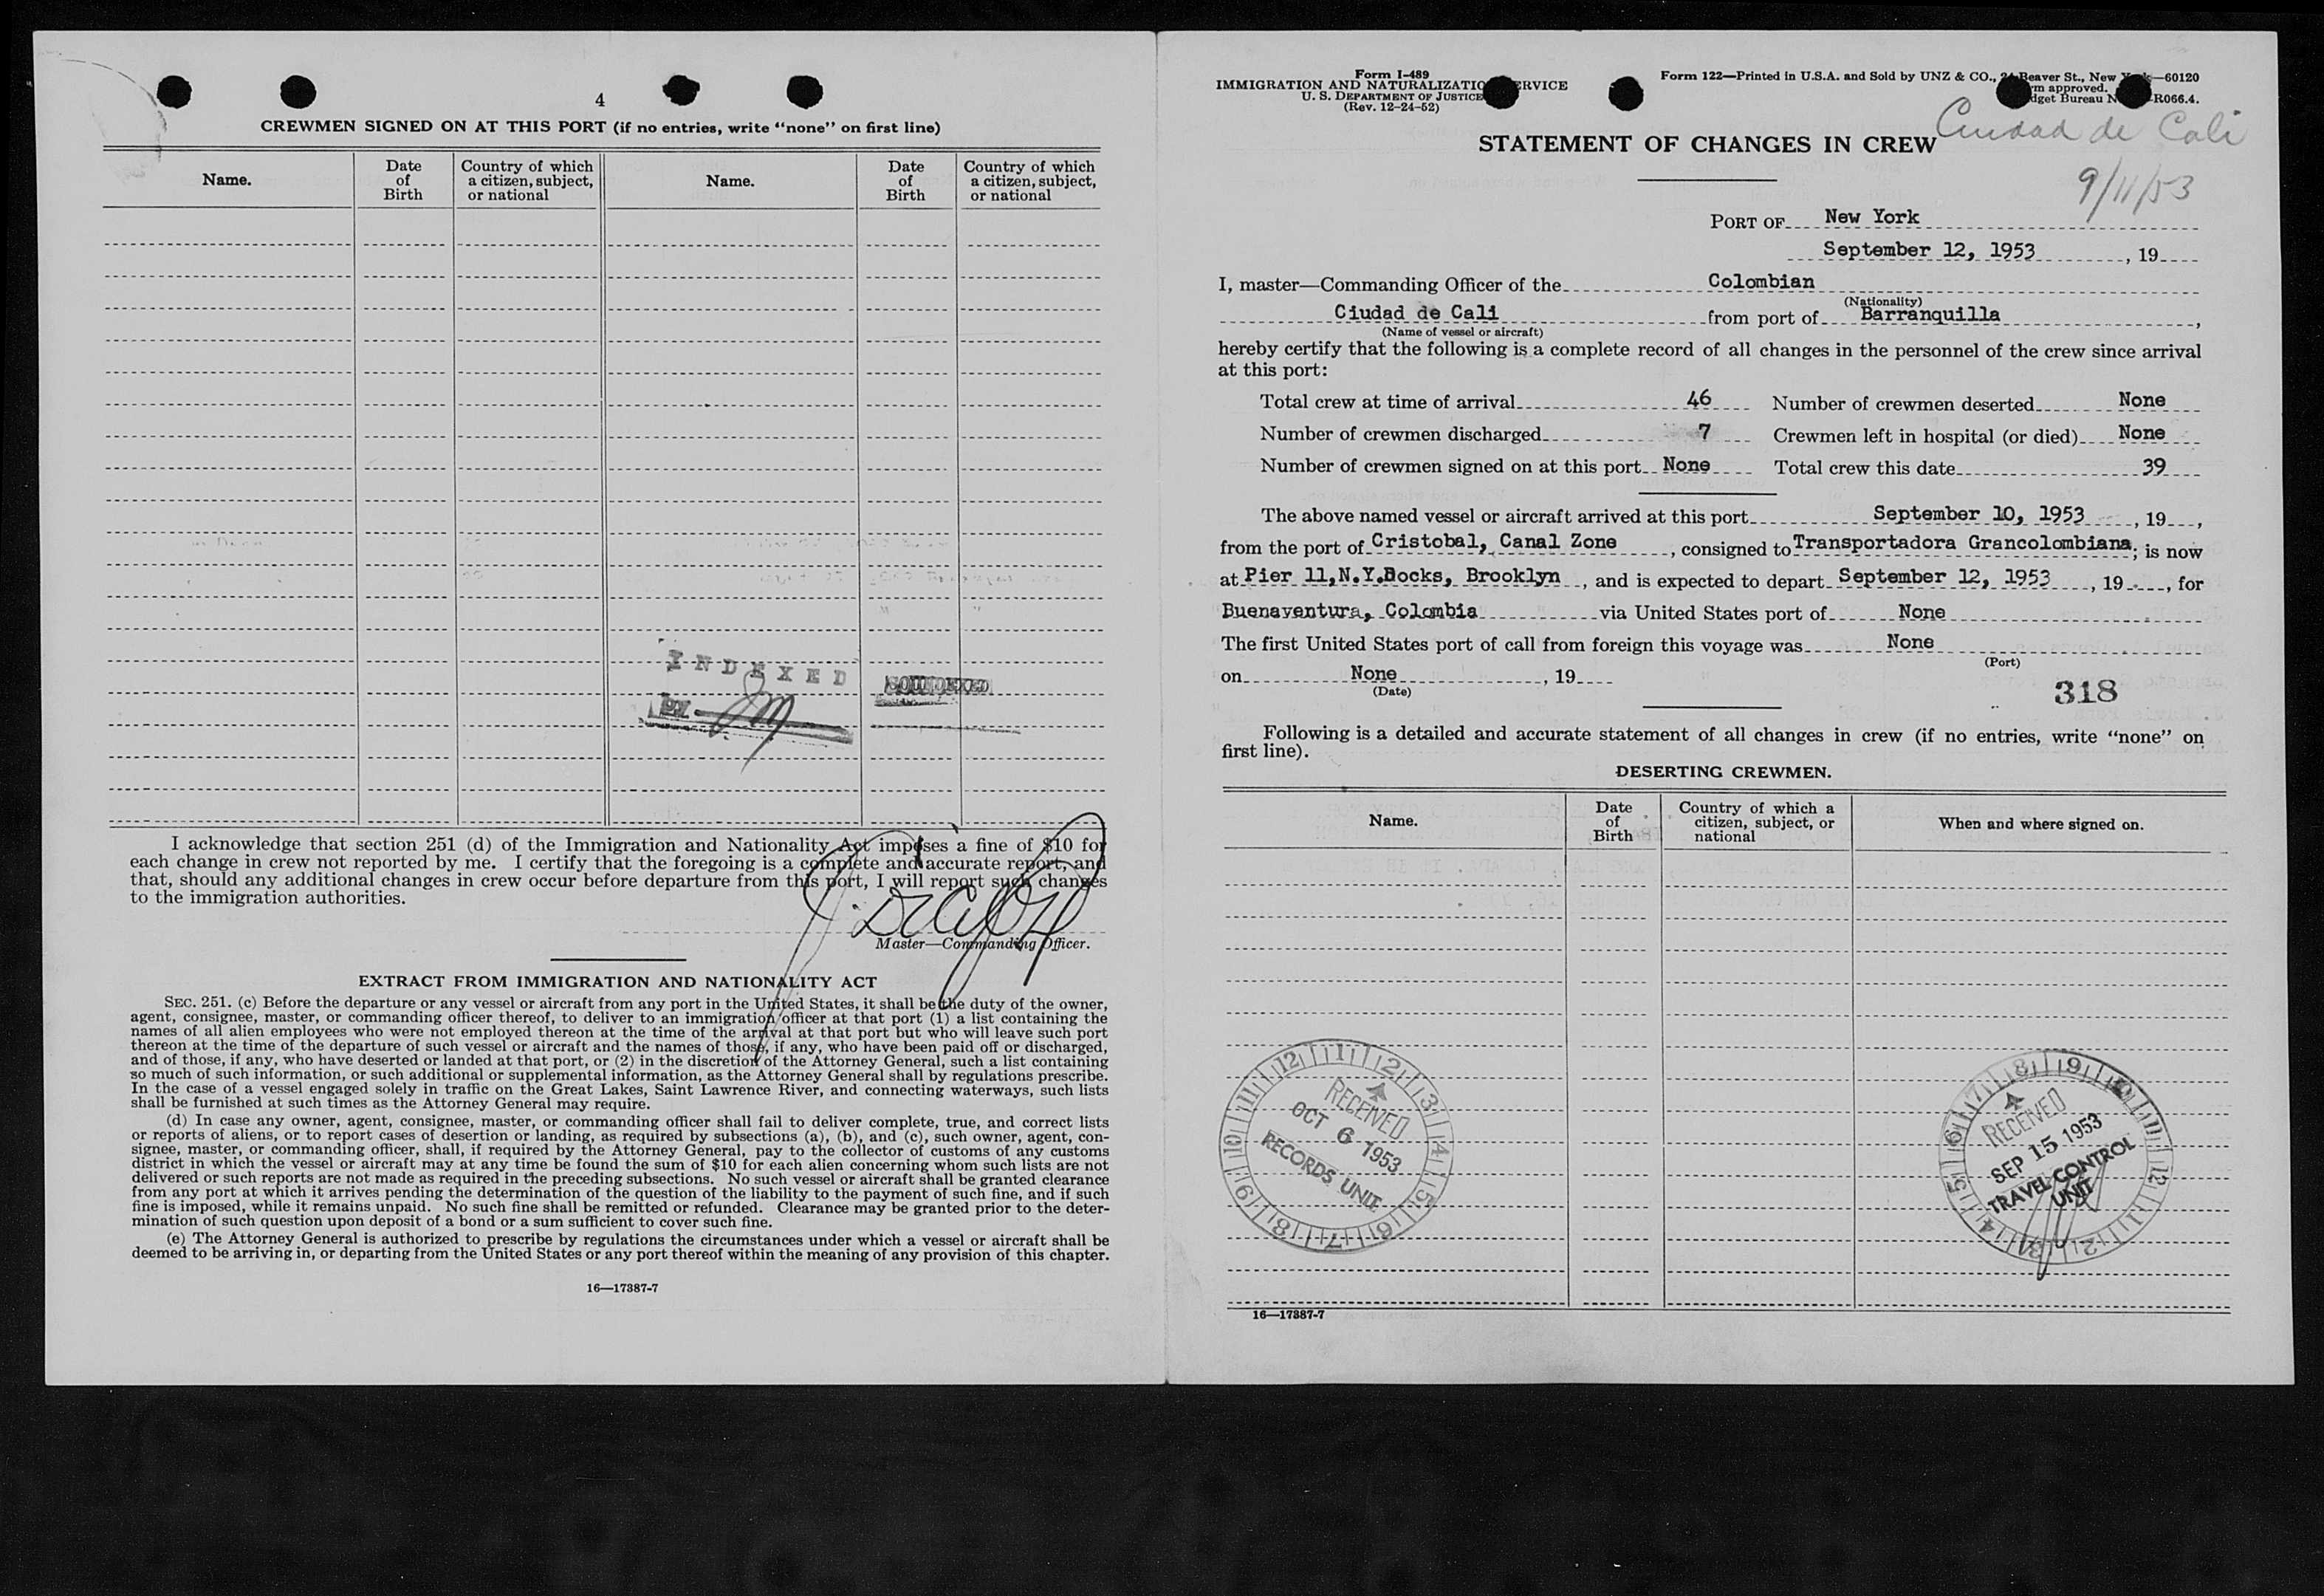 4
CREWMEN SIGNED ON AT THIS PORT (if no entries, write “none” on first line)
Name.
Date of Birth
Country of which a citizen, subject, or national
Name.
Date of Birth
Country of which a citizen, subject, or national
INDEXED
I acknowledge that section 251 (d) of the Immigration and Nationality Act imposes a fine of $10 for
each change in crew not reported by me. I certify that the foregoing is a complete and accurate report, and
that, should any additional changes in crew occur before departure from this port, I will report such changes
to the immigration authorities.
Master—Commanding Officer.
EXTRACT FROM IMMIGRATION AND NATIONALITY ACT
SEC. 251. (c) Before the departure or any vessel or aircraft from any port in the United States, it shall be the duty of the owner,
agent, consignee, master, or commanding officer thereof, to deliver to an immigration officer at that port (1) a list containing the
names of all alien employees who were not employed thereon at the time of the arrival at that port but who will leave such port
thereon at the time of the departure of such vessel or aircraft and the names of those, if any, who have been paid off or discharged,
and of those, if any, who have deserted or landed at that port, or (2) in the discretion of the Attorney General, such a list containing
so much of such information, or such additional or supplemental information, as the Attorney General shall by regulations prescribe.
In the case of a vessel engaged solely in traffic on the Great Lakes, Saint Lawrence River, and connecting waterways, such lists
shall be furnished at such times as the Attorney General may require.
(d) In case any owner, agent, consignee, master, or commanding officer shall fail to deliver complete, true, and correct lists
or reports of aliens, or to report cases of desertion or landing, as required by subsections (a), (b), and (c), such owner, agent, con-
signee, master, or commanding officer, shall, if required by the Attorney General, pay to the collector of customs of any customs
district in which the vessel or aircraft may at any time be found the sum of $10 for each alien concerning whom such lists are not
delivered or such reports are not made as required in the preceding subsections. No such vessel or aircraft shall be granted clearance
from any port at which it arrives pending the determination of the question of the liability to the payment of such fine, and if such
fine is imposed, while it remains unpaid. No such fine shall be remitted or refunded. Clearance may be granted prior to the deter-
mination of such question upon deposit of a bond or a sum sufficient to cover such fine.
(e) The Attorney General is authorized to prescribe by regulations the circumstances under which a vessel or aircraft shall be
deemed to be arriving in, or departing from the United States or any port thereof within the meaning of any provision of this chapter.
16—17387-7
Form I-489
IMMIGRATION AND NATURALIZATIO RVICE
U. S. DEPARTMENT OF JUSTICE
(Rev. 12-24-52)
Form 122—Printed in U.S.A. and Sold by UNZ & CO., 24 Beaver St., New —60120
rm approved.
dget Bureau N R066.4.
Ciudad de Cali
9/11/53
STATEMENT OF CHANGES IN CREW
PORT OF New York
September 12, 1953, 19
I, master—Commanding Officer of the Colombian
(Nationality)
Ciudad de Cali from port of Barranquilla,
(Name of vessel or aircraft)
hereby certify that the following is a complete record of all changes in the personnel of the crew since arrival
at this port:
Total crew at time of arrival 46 Number of crewmen deserted None
Number of crewmen discharged 7 Crewmen left in hospital (or died) None
Number of crewmen signed on at this port None Total crew this date 39
The above named vessel or aircraft arrived at this port September 10, 1953, 19 ,
from the port of Cristobal, Canal Zone, consigned to Transportadora Grancolombiana; is now
at Pier 11,N.Y.Docks, Brooklyn, and is expected to depart September 12, 1953, 19 , for
Buenaventura, Colombia via United States port of None
The first United States port of call from foreign this voyage was None
(Port)
on None, 19
(Date)
318
Following is a detailed and accurate statement of all changes in crew (if no entries, write “none” on
first line).
DESERTING CREWMEN.
Name.
Date of Birth
Country of which a citizen, subject, or national
When and where signed on.
12 1 2 3 4 5 6 7 8 9 10 11
RECEIVED
OCT 6 1953
RECORDS UNIT
8 9 10 11 12 1 2 3 4 5 6 7
RECEIVED
SEP 15 1953
TRAVEL CONTROL
UNIT
16—17387-7